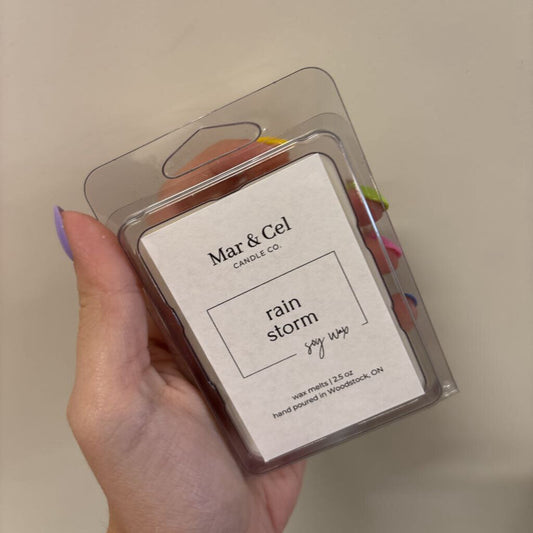 Mar & Cel
CANDLE CO.
rain
storm
soy wax
wax melts | 2.5 oz
hand poured in Woodstock, ON